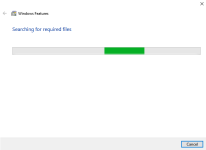 Windows Features
Searching for required files
Cancel